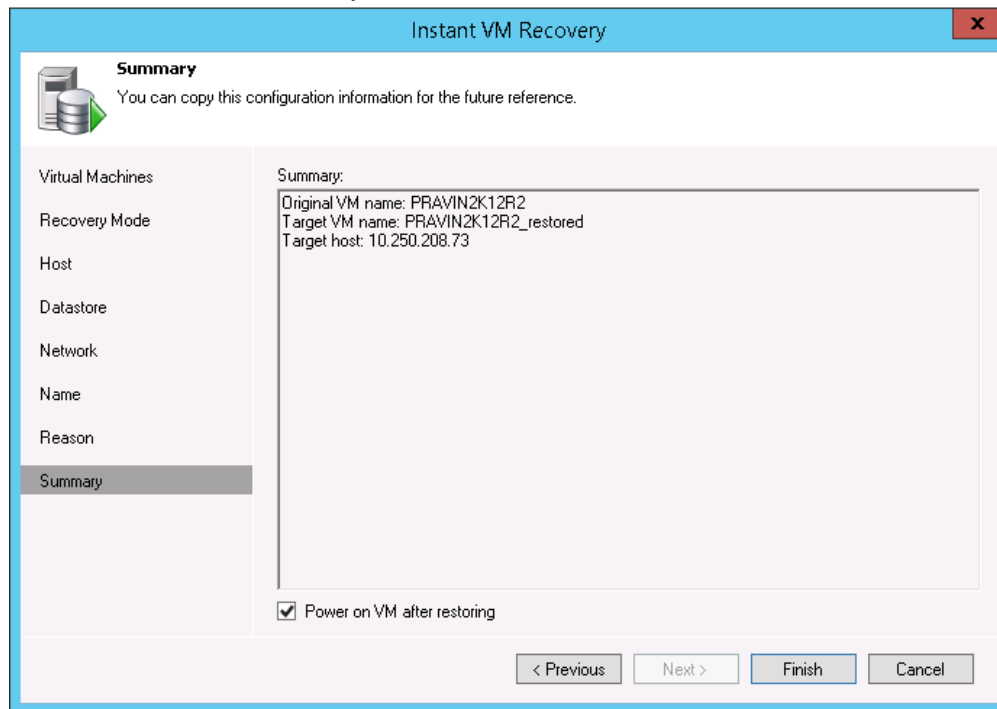 Instant VM Recovery
x
Summary
You can copy this configuration information for the future reference.
Virtual Machines
Recovery Mode
Host
Datastore
Network
Name
Reason
Summary
Summary:
Original VM name: PRAVIN2K12R2
Target VM name: PRAVIN2K12R2_restored
Target host: 10.250.208.73
Power on VM after restoring
< Previous
Next >
Finish
Cancel